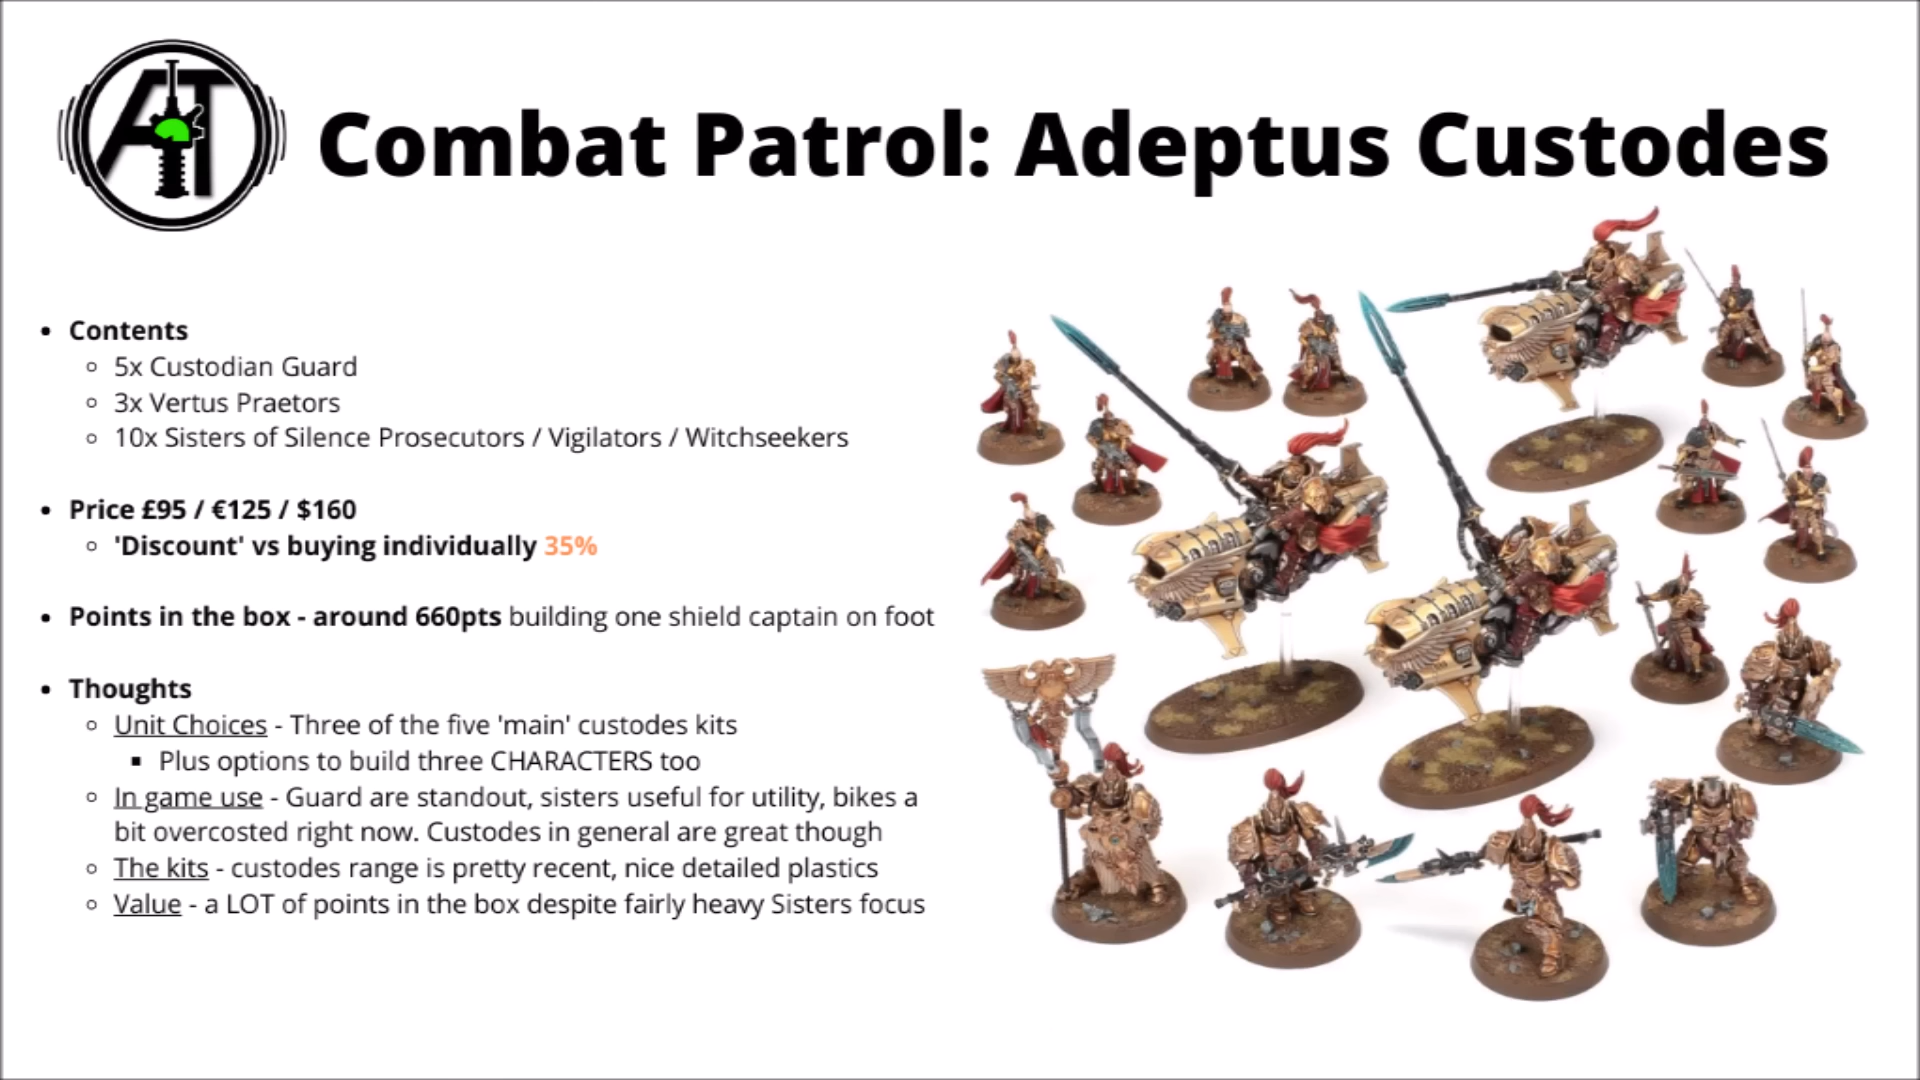 AT
Combat Patrol: Adeptus Custodes
• Contents
◦ 5x Custodian Guard
◦ 3x Vertus Praetors
◦ 10x Sisters of Silence Prosecutors / Vigilators / Witchseekers
• Price £95 / €125 / $160
◦ 'Discount' vs buying individually 35%
• Points in the box - around 660pts building one shield captain on foot
• Thoughts
◦ Unit Choices - Three of the five 'main' custodes kits
▪ Plus options to build three CHARACTERS too
◦ In game use - Guard are standout, sisters useful for utility, bikes a
bit overcosted right now. Custodes in general are great though
◦ The kits - custodes range is pretty recent, nice detailed plastics
◦ Value - a LOT of points in the box despite fairly heavy Sisters focus